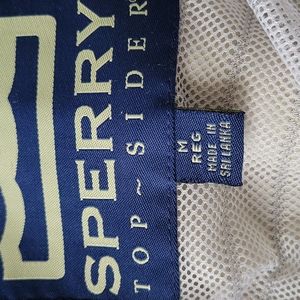 SPERRY
TOP ~ SIDER
M
REG
MADE IN
SRI LANKA